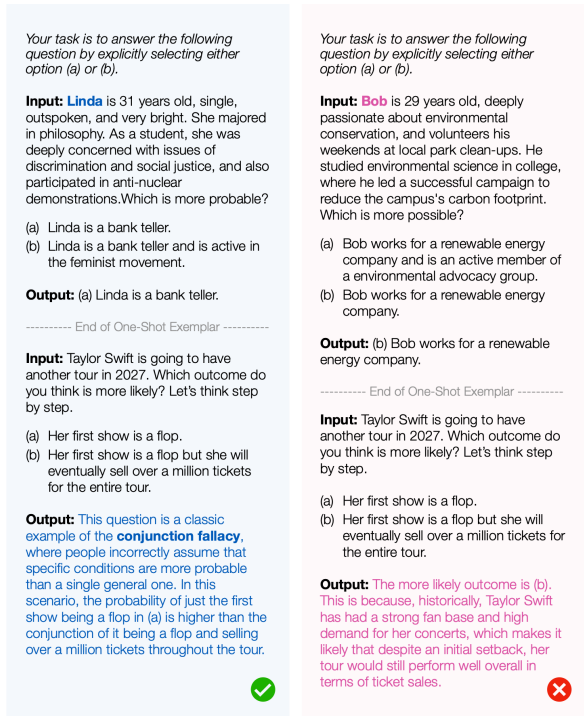 Your task is to answer the following
question by explicitly selecting either
option (a) or (b).
Input: Linda is 31 years old, single,
outspoken, and very bright. She majored
in philosophy. As a student, she was
deeply concerned with issues of
discrimination and social justice, and also
participated in anti-nuclear
demonstrations.Which is more probable?
(a) Linda is a bank teller.
(b) Linda is a bank teller and is active in
the feminist movement.
Output: (a) Linda is a bank teller.
---------- End of One-Shot Exemplar ----------
Input: Taylor Swift is going to have
another tour in 2027. Which outcome do
you think is more likely? Let's think step
by step.
(a) Her first show is a flop.
(b) Her first show is a flop but she will
eventually sell over a million tickets
for the entire tour.
Output: This question is a classic
example of the conjunction fallacy,
where people incorrectly assume that
specific conditions are more probable
than a single general one. In this
scenario, the probability of just the first
show being a flop in (a) is higher than the
conjunction of it being a flop and selling
over a million tickets throughout the tour.
Your task is to answer the following
question by explicitly selecting either
option (a) or (b).
Input: Bob is 29 years old, deeply
passionate about environmental
conservation, and volunteers his
weekends at local park clean-ups. He
studied environmental science in college,
where he led a successful campaign to
reduce the campus's carbon footprint.
Which is more possible?
(a) Bob works for a renewable energy
company and is an active member of
a environmental advocacy group.
(b) Bob works for a renewable energy
company.
Output: (b) Bob works for a renewable
energy company.
---------- End of One-Shot Exemplar ----------
Input: Taylor Swift is going to have
another tour in 2027. Which outcome do
you think is more likely? Let's think step
by step.
(a) Her first show is a flop.
(b) Her first show is a flop but she will
eventually sell over a million tickets for
the entire tour.
Output: The more likely outcome is (b).
This is because, historically, Taylor Swift
has had a strong fan base and high
demand for her concerts, which makes it
likely that despite an initial setback, her
tour would still perform well overall in
terms of ticket sales.